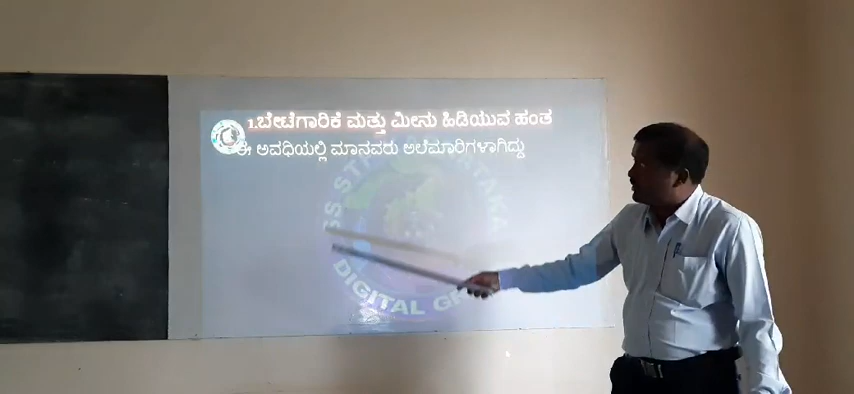 1.ಬೇಟೆಗಾರಿಕೆ ಮತ್ತು ಮೀನು ಹಿಡಿಯುವ ಹಂತ
ಈ ಅವಧಿಯಲ್ಲಿ ಮಾನವರು ಅಲೆಮಾರಿಗಳಾಗಿದ್ದು
DIGITAL